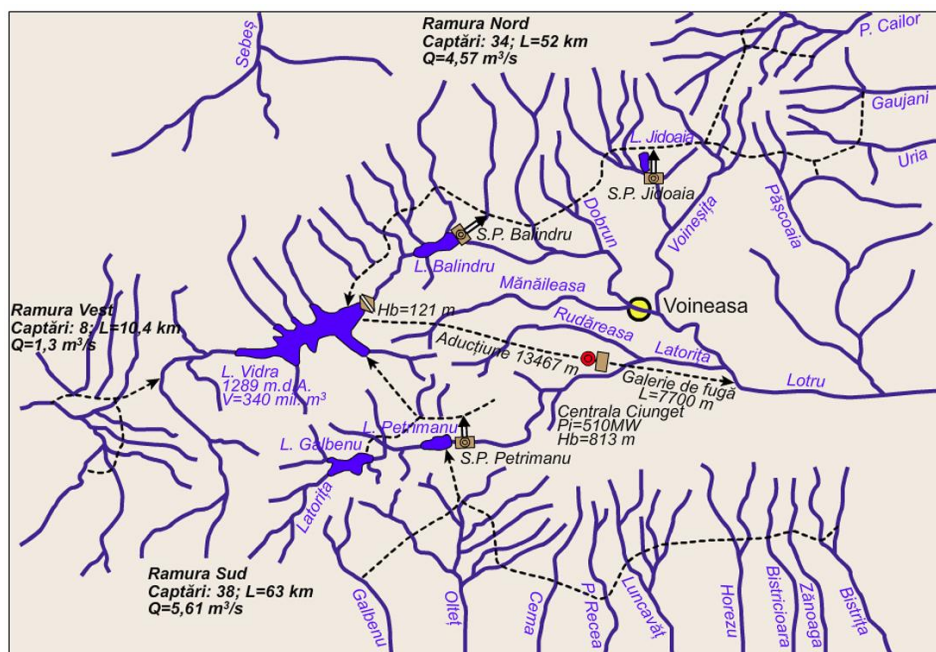 Ramura Nord
Captări: 34; L=52 km
Q=4,57 m³/s
Sebeș
P. Cailor
Gaujani
Uria
L. Jidoaia
S.P. Jidoaia
Dobrun
Voineșița
Pășcoaia
S.P. Balindru
L. Balindru
Mănăileasa
Voineasa
Hb=121 m
Ramura Vest
Captări: 8; L=10,4 km
Q=1,3 m³/s
Rudăreasa
Aducțiune 13467 m
Latorița
L. Vidra
1289 m.d.A.
V=340 mil. m³
Galerie de fugă
L=7700 m
Lotru
Centrala Ciunget
Pi=510MW
Hb=813 m
L. Petrimanu
L. Galbenu
S.P. Petrimanu
Latorița
Ramura Sud
Captări: 38; L=63 km
Q=5,61 m³/s
Galbenu
Olteț
Cerna
P. Recea
Luncavăț
Horezu
Bistricioara
Zănoaga
Bistrița